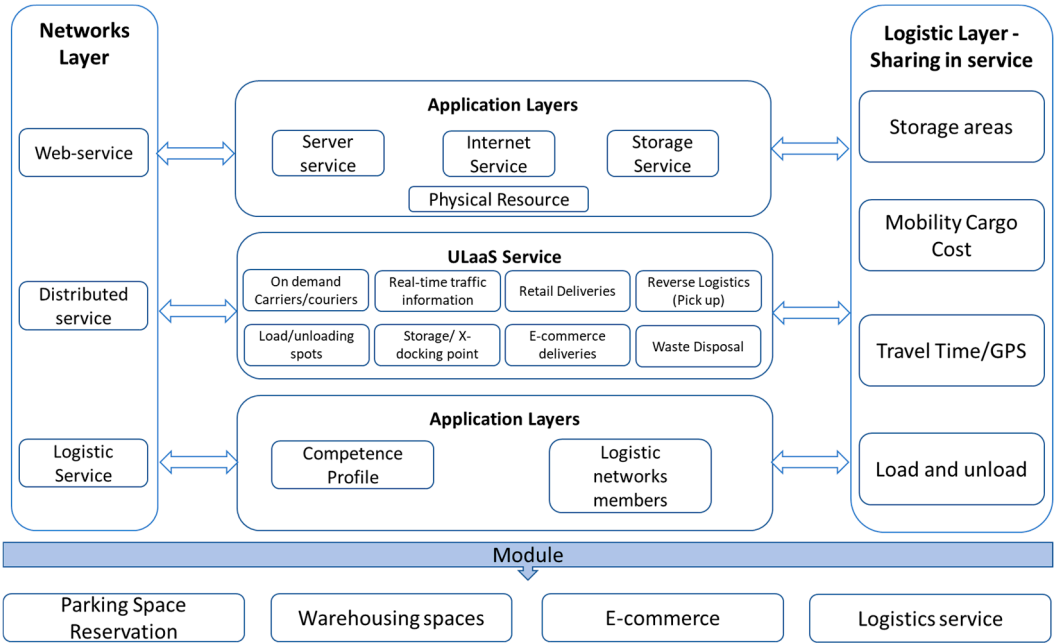 Networks
Layer
Web-service
Distributed
service
Logistic
Service
Application Layers
Server
service
Internet
Service
Storage
Service
Physical Resource
ULaaS Service
On demand
Carriers/couriers
Real-time traffic
information
Retail Deliveries
Reverse Logistics
(Pick up)
Load/unloading
spots
Storage/ X-
docking point
E-commerce
deliveries
Waste Disposal
Application Layers
Competence
Profile
Logistic
networks
members
Logistic Layer -
Sharing in service
Storage areas
Mobility Cargo
Cost
Travel Time/GPS
Load and unload
Module
Parking Space
Reservation
Warehousing spaces
E-commerce
Logistics service